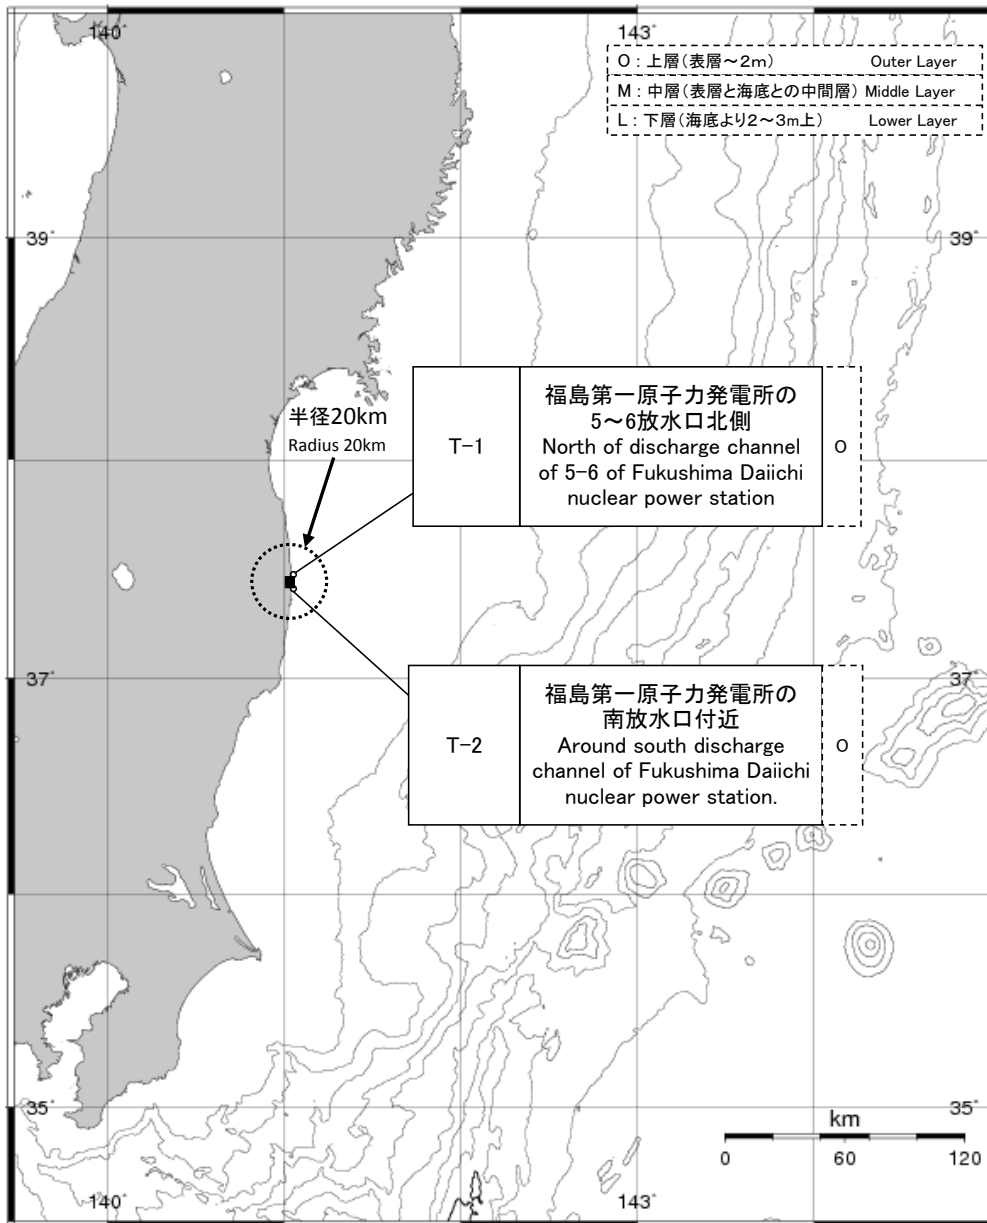 140°
143°
O : 上層(表層～2m) Outer Layer
M : 中層(表層と海底との中間層) Middle Layer
L : 下層(海底より2～3m上) Lower Layer
39°
39°
半径20km
Radius 20km
T-1
福島第一原子力発電所の
5～6放水口北側
North of discharge channel
of 5-6 of Fukushima Daiichi
nuclear power station
O
37°
37°
T-2
福島第一原子力発電所の
南放水口付近
Around south discharge
channel of Fukushima Daiichi
nuclear power station.
O
35°
35°
km
0 60 120
140°
143°